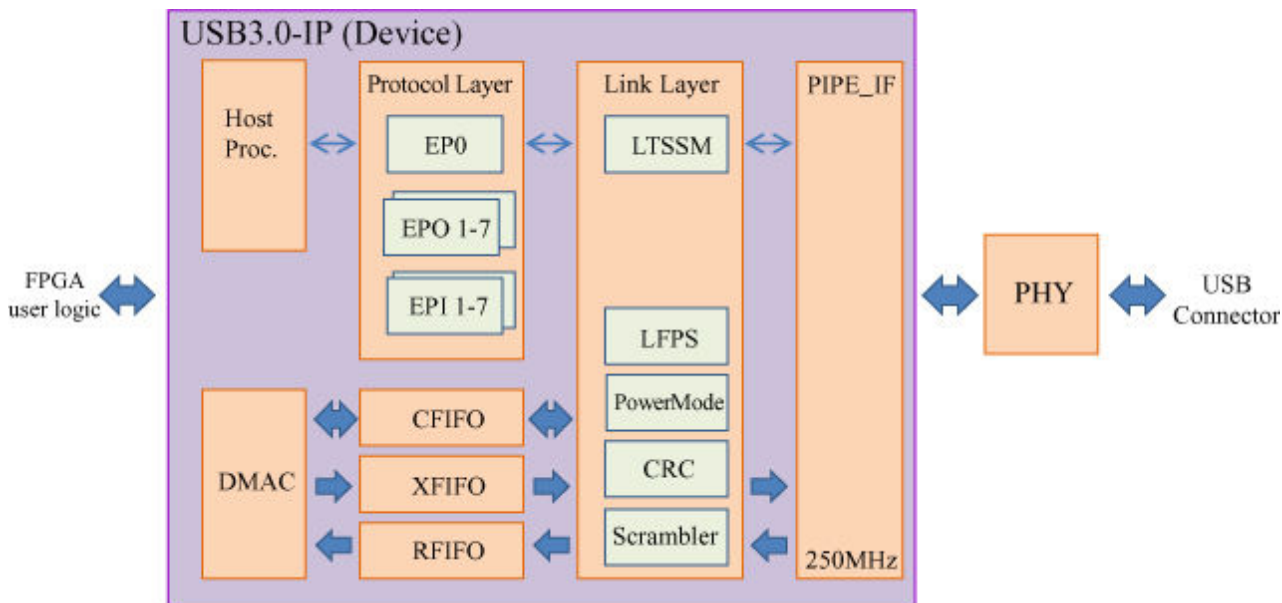 USB3.0-IP (Device)
Host
Proc.
Protocol Layer
EP0
EPO 1-7
EPI 1-7
Link Layer
LTSSM
LFPS
PowerMode
CRC
Scrambler
PIPE_IF
250MHz
DMAC
CFIFO
XFIFO
RFIFO
FPGA
user logic
PHY
USB
Connector